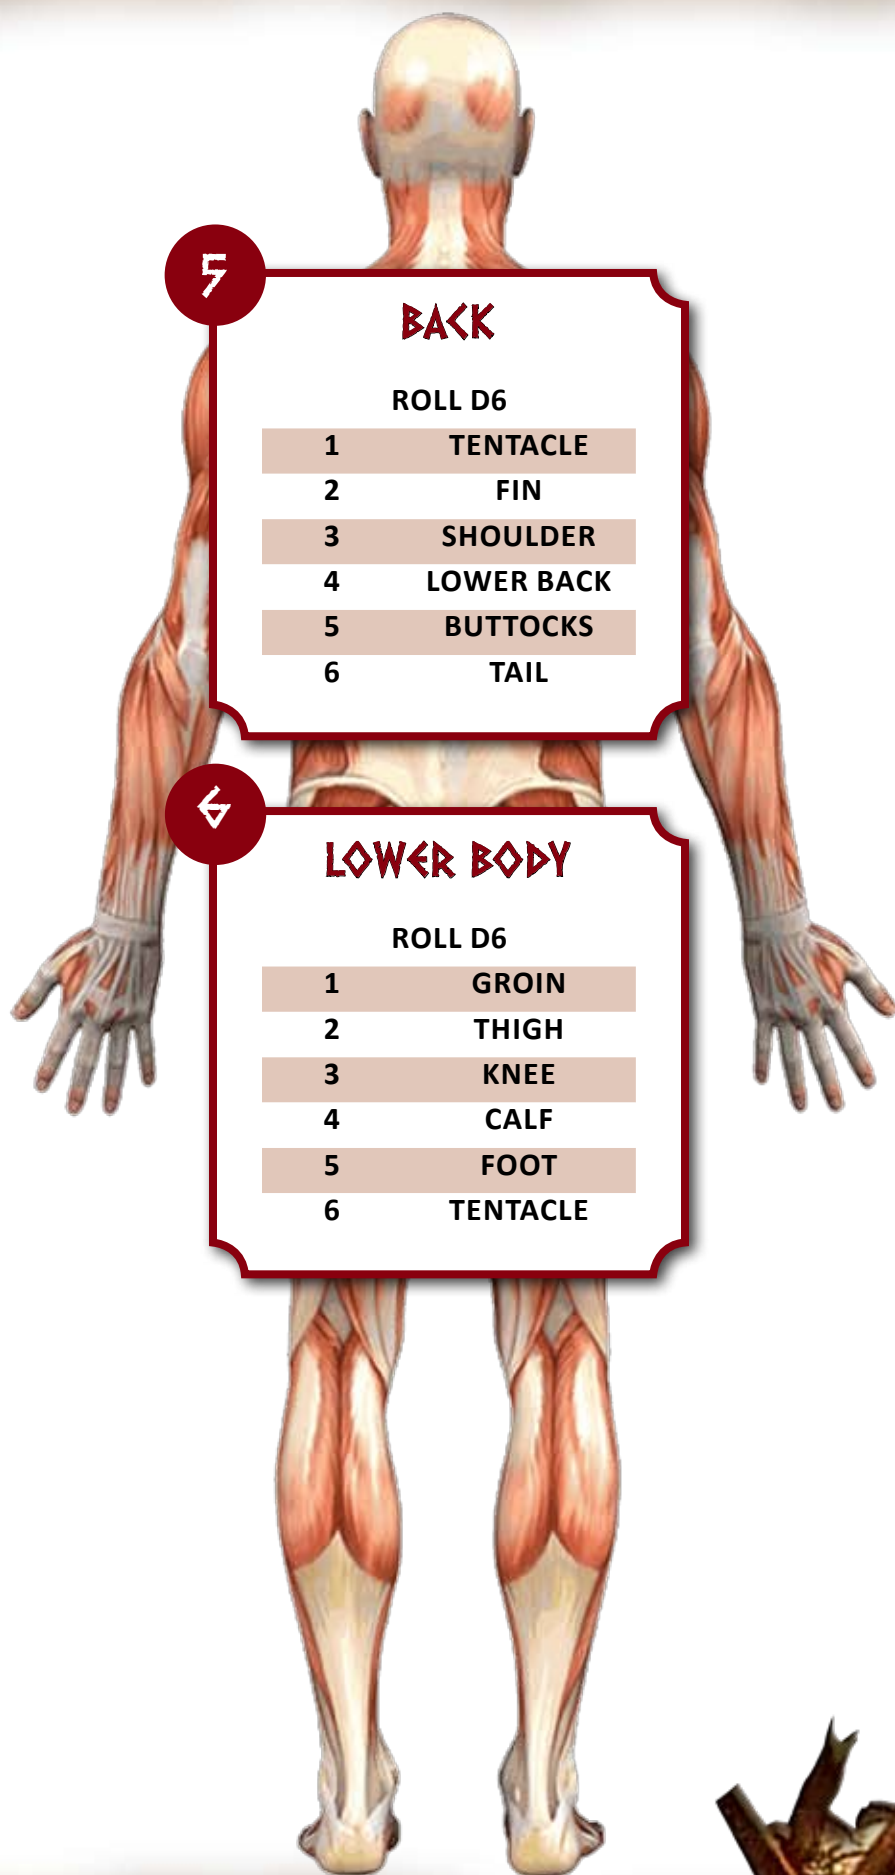 5
BACK
ROLL D6
1 TENTACLE
2 FIN
3 SHOULDER
4 LOWER BACK
5 BUTTOCKS
6 TAIL
6
LOWER BODY
ROLL D6
1 GROIN
2 THIGH
3 KNEE
4 CALF
5 FOOT
6 TENTACLE